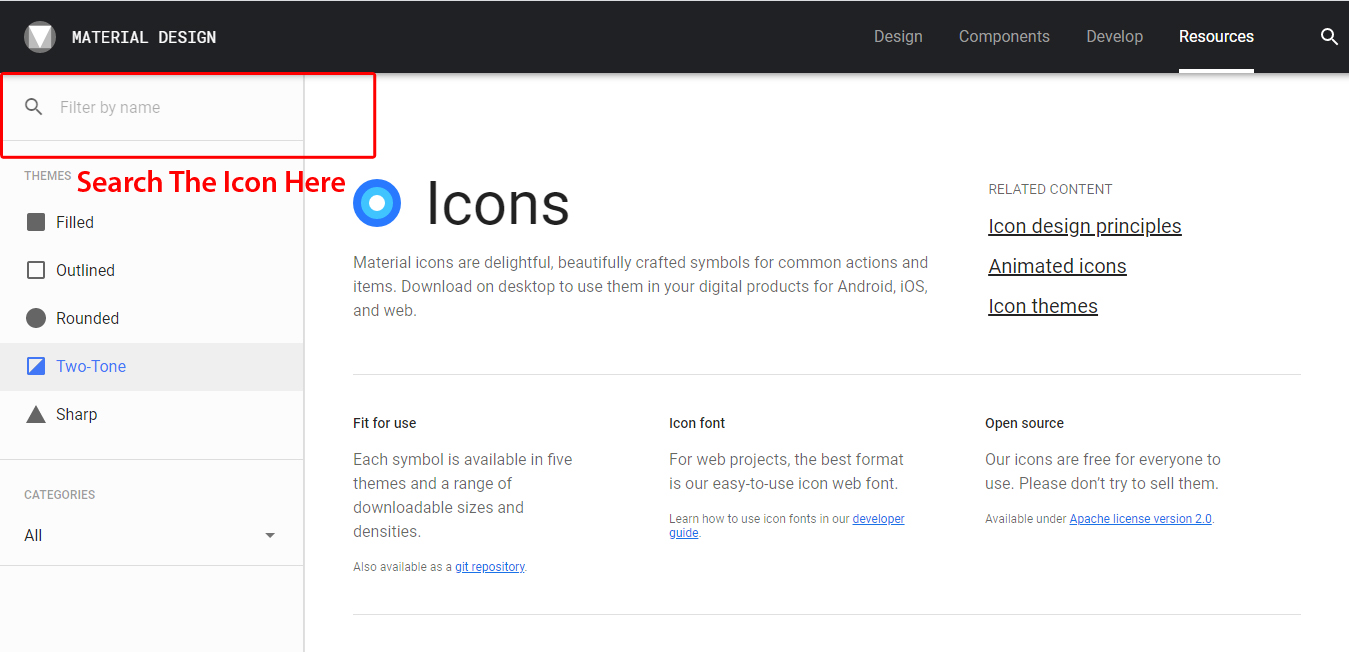 MATERIAL DESIGN
Design
Components
Develop
Resources
Filter by name
Search The Icon Here
THEMES
Filled
Outlined
Rounded
Two-Tone
Sharp
CATEGORIES
All
Icons
Material icons are delightful, beautifully crafted symbols for common actions and
items. Download on desktop to use them in your digital products for Android, iOS,
and web.
RELATED CONTENT
Icon design principles
Animated icons
Icon themes
Fit for use
Each symbol is available in five
themes and a range of
downloadable sizes and
densities.
Also available as a git repository.
Icon font
For web projects, the best format
is our easy-to-use icon web font.
Learn how to use icon fonts in our developer
guide.
Open source
Our icons are free for everyone to
use. Please don’t try to sell them.
Available under Apache license version 2.0.